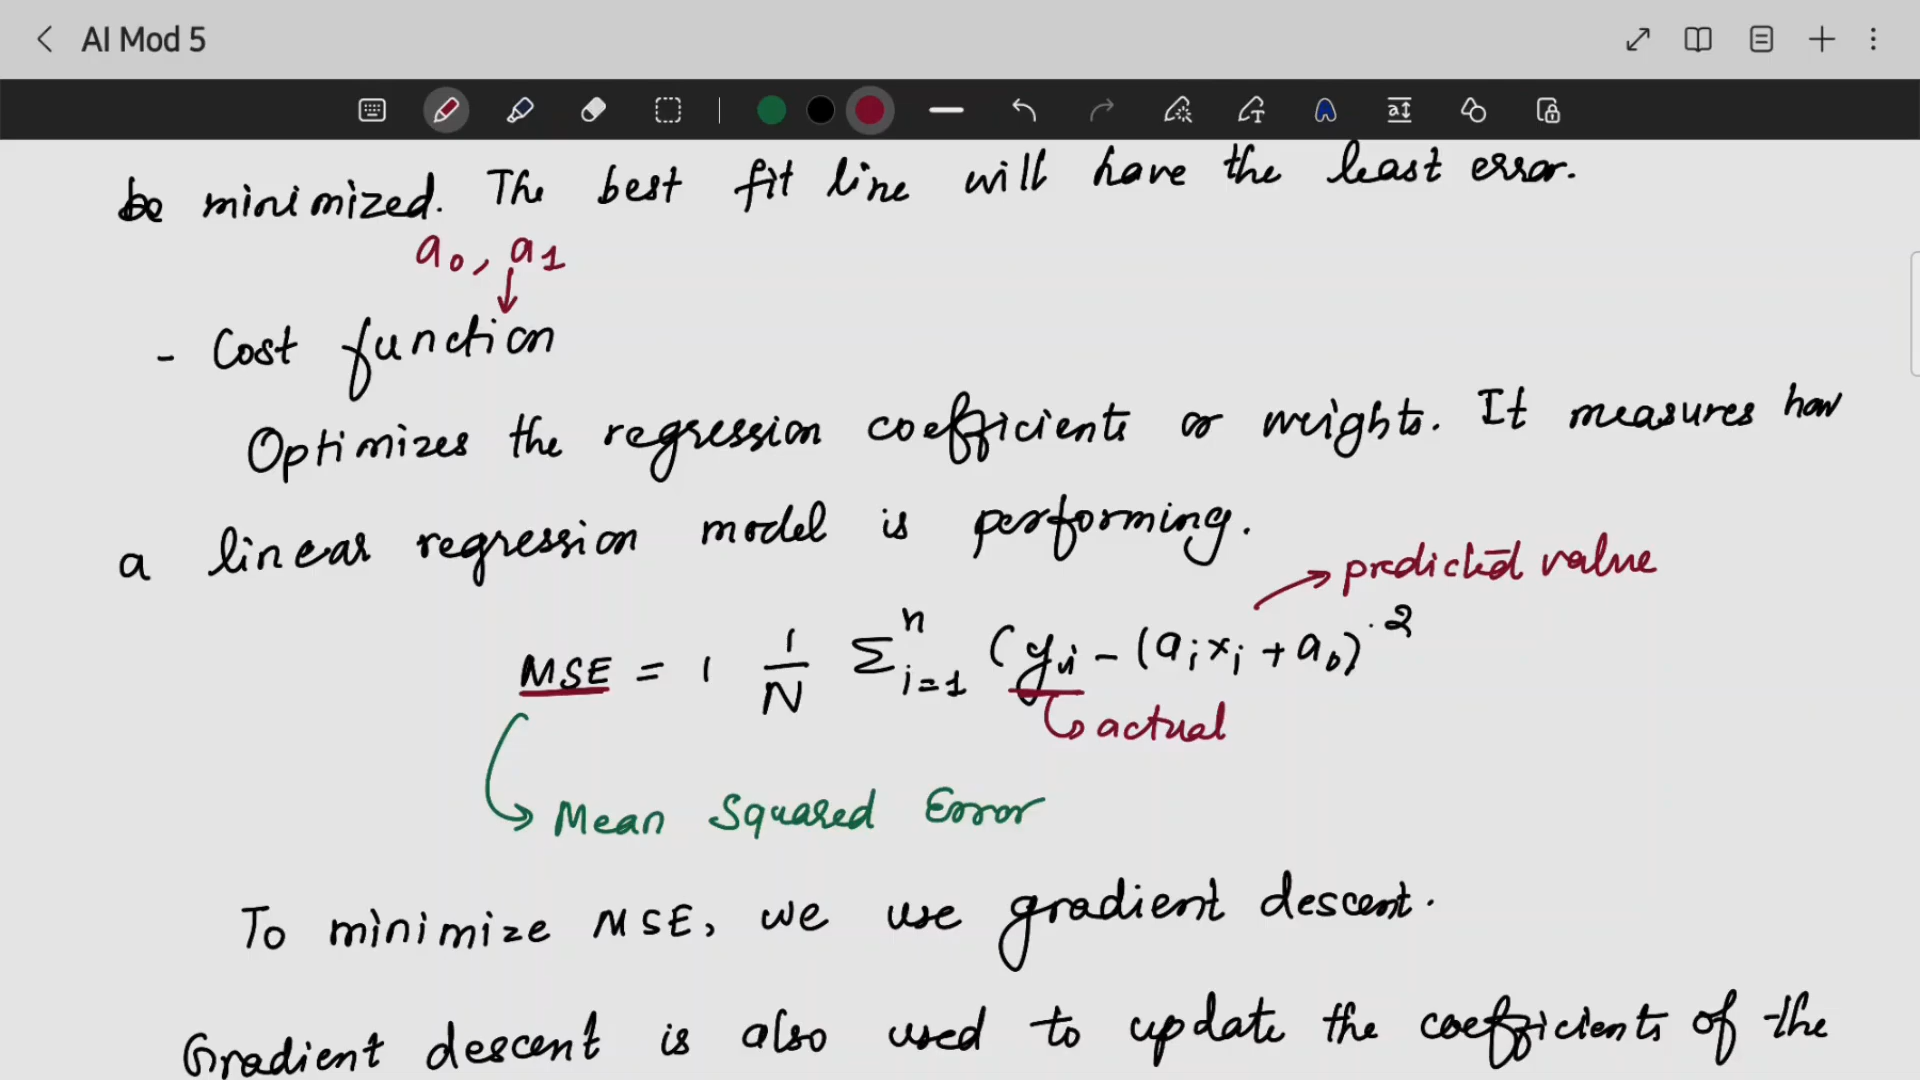 AI Mod 5
be minimized. The best fit line will have the least error.
a₀, a₁
- Cost function
Optimizes the regression coefficients or weights. It measures how
a linear regression model is performing.
predicted value
MSE = 1 1/N Σⁿᵢ₌₁ (yᵢ - (aᵢxᵢ + a₀)²
actual
Mean Squared Error
To minimize MSE, we use gradient descent.
Gradient descent is also used to update the coefficients of the